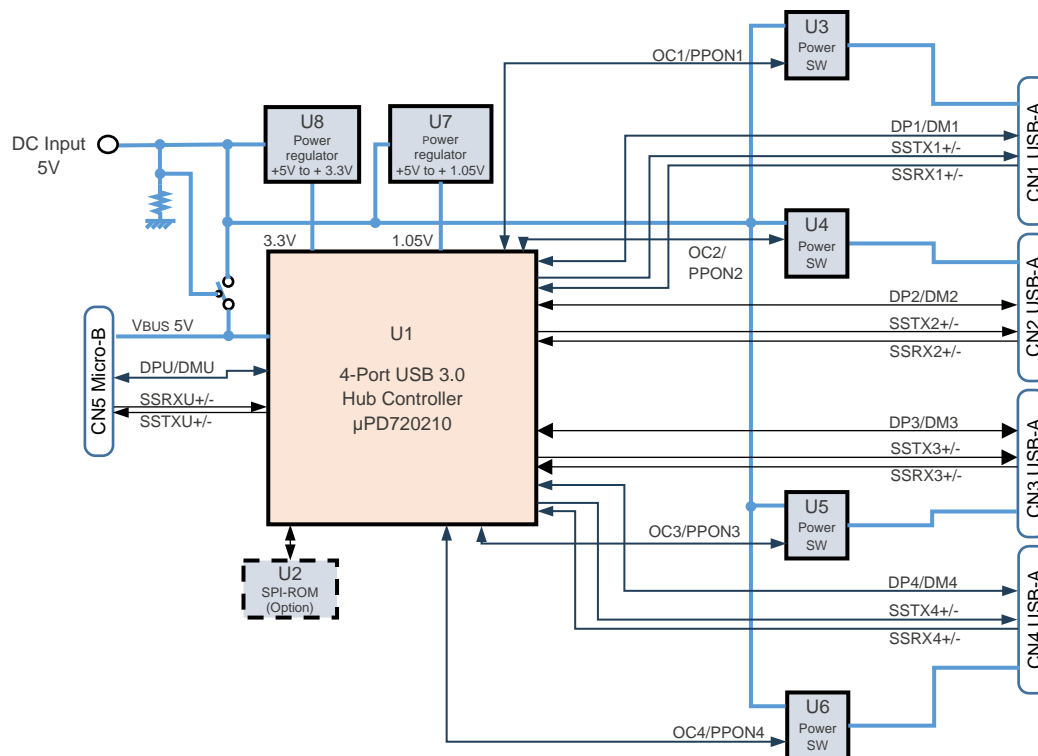 U3
Power
SW
OC1/PPON1
CN1 USB-A
U8
Power
regulator
+5V to + 3.3V
U7
Power
regulator
+5V to + 1.05V
DC Input
5V
DP1/DM1
SSTX1+/-
SSRX1+/-
U4
Power
SW
3.3V
1.05V
OC2/
PPON2
CN2 USB-A
DP2/DM2
SSTX2+/-
SSRX2+/-
VBUS 5V
U1
4-Port USB 3.0
Hub Controller
µPD720210
CN5 Micro-B
DPU/DMU
SSRXU+/-
SSTXU+/-
DP3/DM3
SSTX3+/-
SSRX3+/-
CN3 USB-A
U5
Power
SW
OC3/PPON3
U2
SPI-ROM
(Option)
DP4/DM4
SSTX4+/-
SSRX4+/-
CN4 USB-A
U6
Power
SW
OC4/PPON4